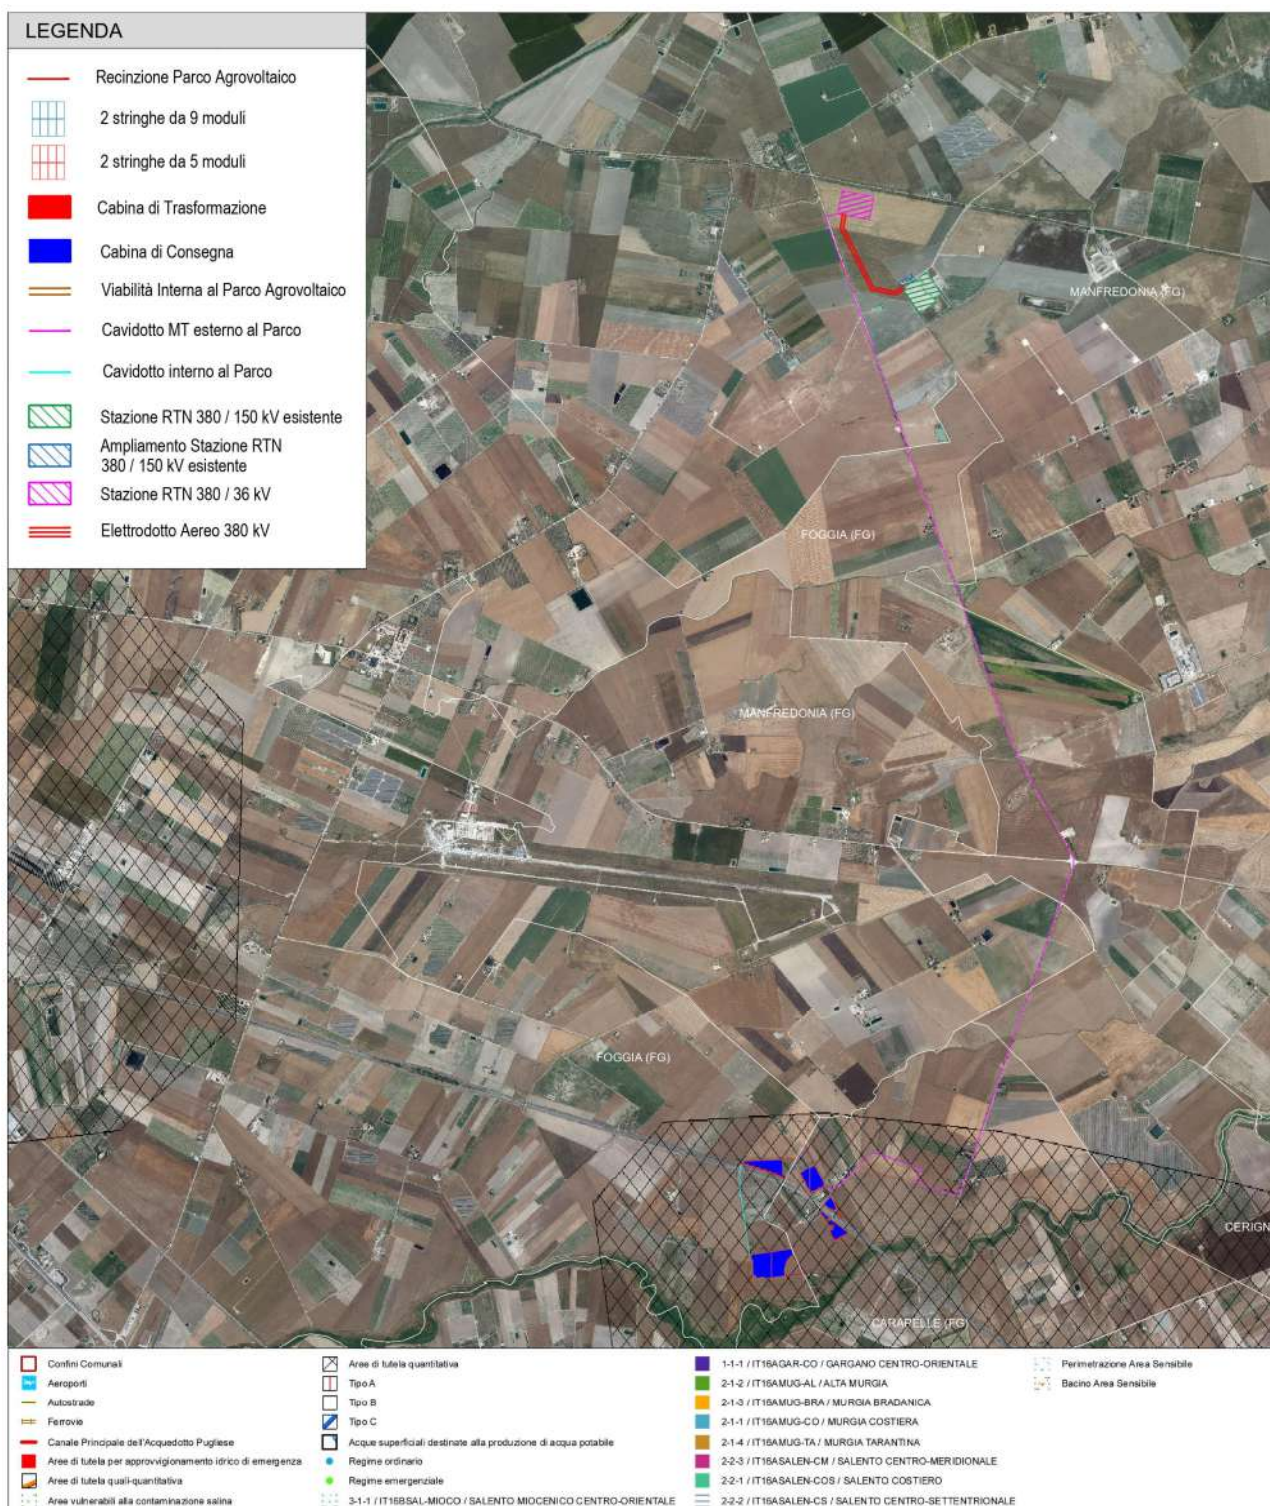 LEGENDA
Recinzione Parco Agrovoltaico
2 stringhe da 9 moduli
2 stringhe da 5 moduli
Cabina di Trasformazione
Cabina di Consegna
Viabilità Interna al Parco Agrovoltaico
Cavidotto MT esterno al Parco
Cavidotto interno al Parco
Stazione RTN 380 / 150 kV esistente
Ampliamento Stazione RTN
380 / 150 kV esistente
Stazione RTN 380 / 36 kV
Elettrodotto Aereo 380 kV
MANFREDONIA (FG)
FOGGIA (FG)
MANFREDONIA (FG)
FOGGIA (FG)
CERIGN
CARAPELLE (FG)
Confini Comunali
Aeroporti
Autostrade
Ferrovie
Canale Principale dell'Acquedotto Pugliese
Aree di tutela per approvvigionamento idrico di emergenza
Aree di tutela quali-quantitativa
Aree vulnerabili alla contaminazione salina
Aree di tutela quantitativa
Tipo A
Tipo B
Tipo C
Acque superficiali destinate alla produzione di acqua potabile
Regime ordinario
Regime emergenziale
3-1-1 / IT16BSAL-MIOCO / SALENTO MIOCENICO CENTRO-ORIENTALE
1-1-1 / IT16AGAR-CO / GARGANO CENTRO-ORIENTALE
2-1-2 / IT16AMUG-AL / ALTA MURGIA
2-1-3 / IT16AMUG-BRA / MURGIA BRADANICA
2-1-1 / IT16AMUG-CO / MURGIA COSTIERA
2-1-4 / IT16AMUG-TA / MURGIA TARANTINA
2-2-3 / IT16ASALEN-CM / SALENTO CENTRO-MERIDIONALE
2-2-1 / IT16ASALEN-COS / SALENTO COSTIERO
2-2-2 / IT16ASALEN-CS / SALENTO CENTRO-SETTENTRIONALE
Perimetrazione Area Sensibile
Bacino Area Sensibile